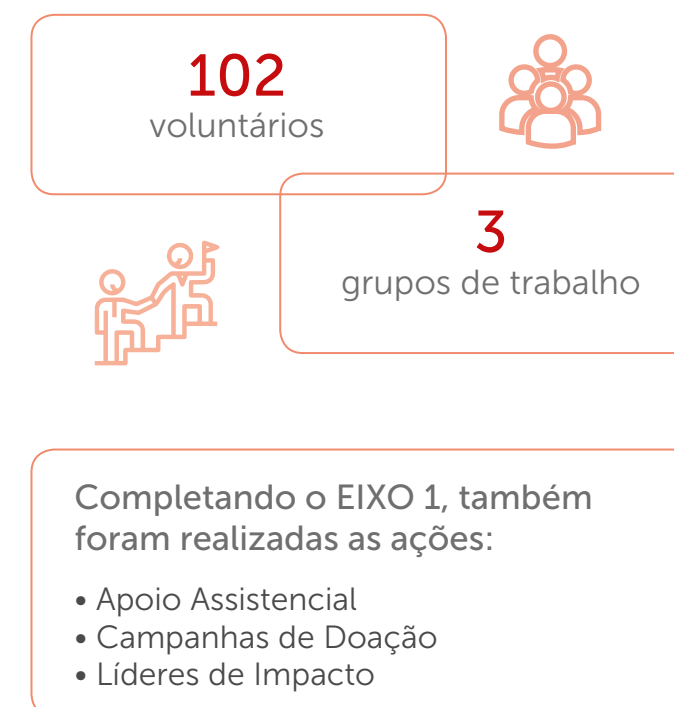 102
voluntários
3
grupos de trabalho
Completando o EIXO 1, também
foram realizadas as ações:
• Apoio Assistencial
• Campanhas de Doação
• Líderes de Impacto